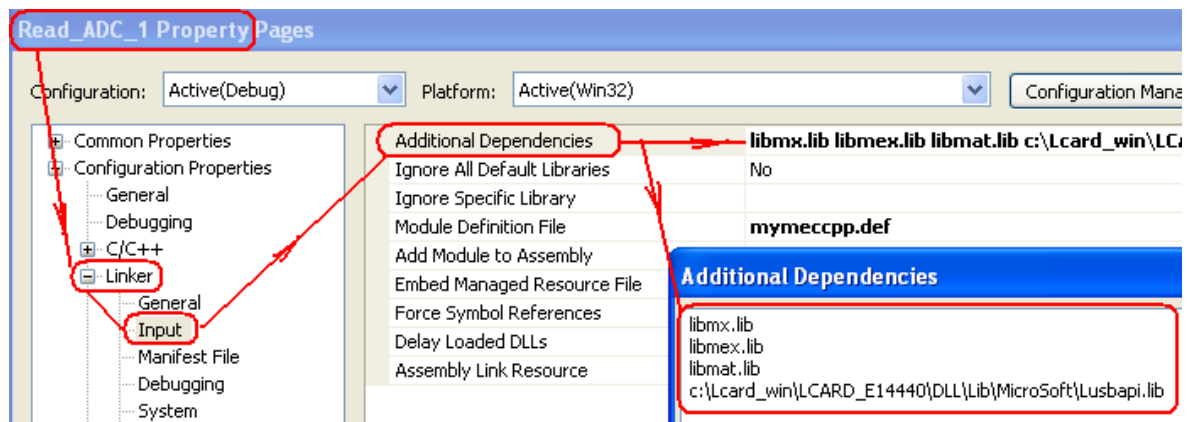 Read_ADC_1 Property Pages
Configuration: Active(Debug) Platform: Active(Win32) Configuration Mana
Common Properties
Configuration Properties
General
Debugging
C/C++
Linker
General
Input
Manifest File
Debugging
System
Additional Dependencies libmx.lib libmex.lib libmat.lib c:\Lcard_win\LCA
Ignore All Default Libraries No
Ignore Specific Library
Module Definition File mymeccpp.def
Add Module to Assembly
Embed Managed Resource File
Force Symbol References
Delay Loaded DLLs
Assembly Link Resource
Additional Dependencies
libmx.lib
libmex.lib
libmat.lib
c:\Lcard_win\LCARD_E14440\DLL\Lib\MicroSoft\Lusbapi.lib